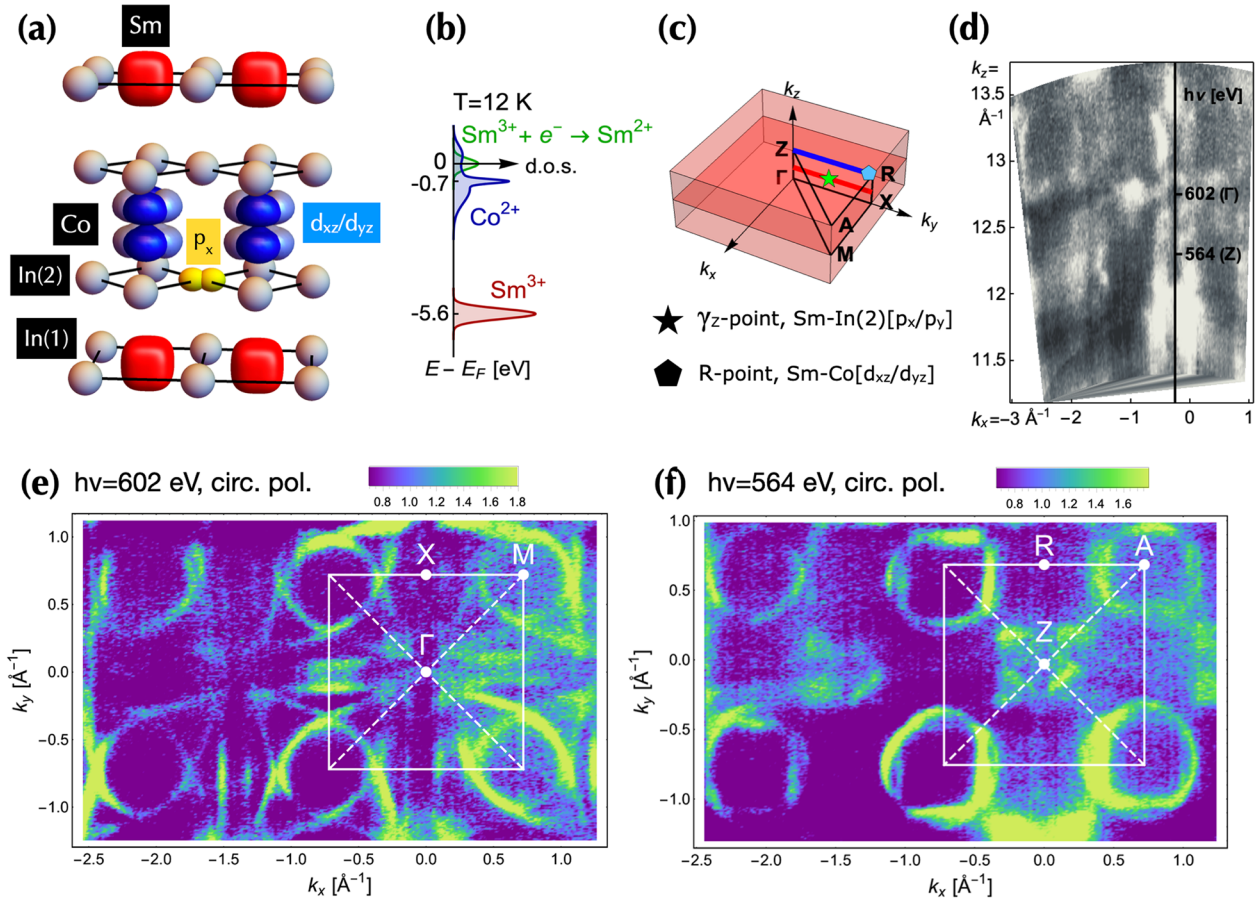 (a)
Sm
Co
p_x
d_xz/d_yz
In(2)
In(1)
(b)
T=12 K
Sm³⁺ + e⁻ → Sm²⁺
0
d.o.s.
-0.7
Co²⁺
Sm³⁺
-5.6
E − E_F [eV]
(c)
k_z
Z
Γ
R
X
k_y
A
M
k_x
γ_Z-point, Sm-In(2)[p_x/p_y]
R-point, Sm-Co[d_xz/d_yz]
(d)
k_z=
13.5
Å⁻¹
hν [eV]
13
602 (Γ)
12.5
564 (Z)
12
11.5
k_x=−3 Å⁻¹ −2 −1 0 1
(e) hν=602 eV, circ. pol.
0.8 1.0 1.2 1.4 1.6 1.8
1.0
0.5
0.0
−0.5
−1.0
k_y [Å⁻¹]
X
M
Γ
−2.5 −2.0 −1.5 −1.0 −0.5 0.0 0.5 1.0
k_x [Å⁻¹]
(f) hν=564 eV, circ. pol.
0.8 1.0 1.2 1.4 1.6
1.0
0.5
0.0
−0.5
−1.0
k_y [Å⁻¹]
R
A
Z
−2.5 −2.0 −1.5 −1.0 −0.5 0.0 0.5 1.0
k_x [Å⁻¹]